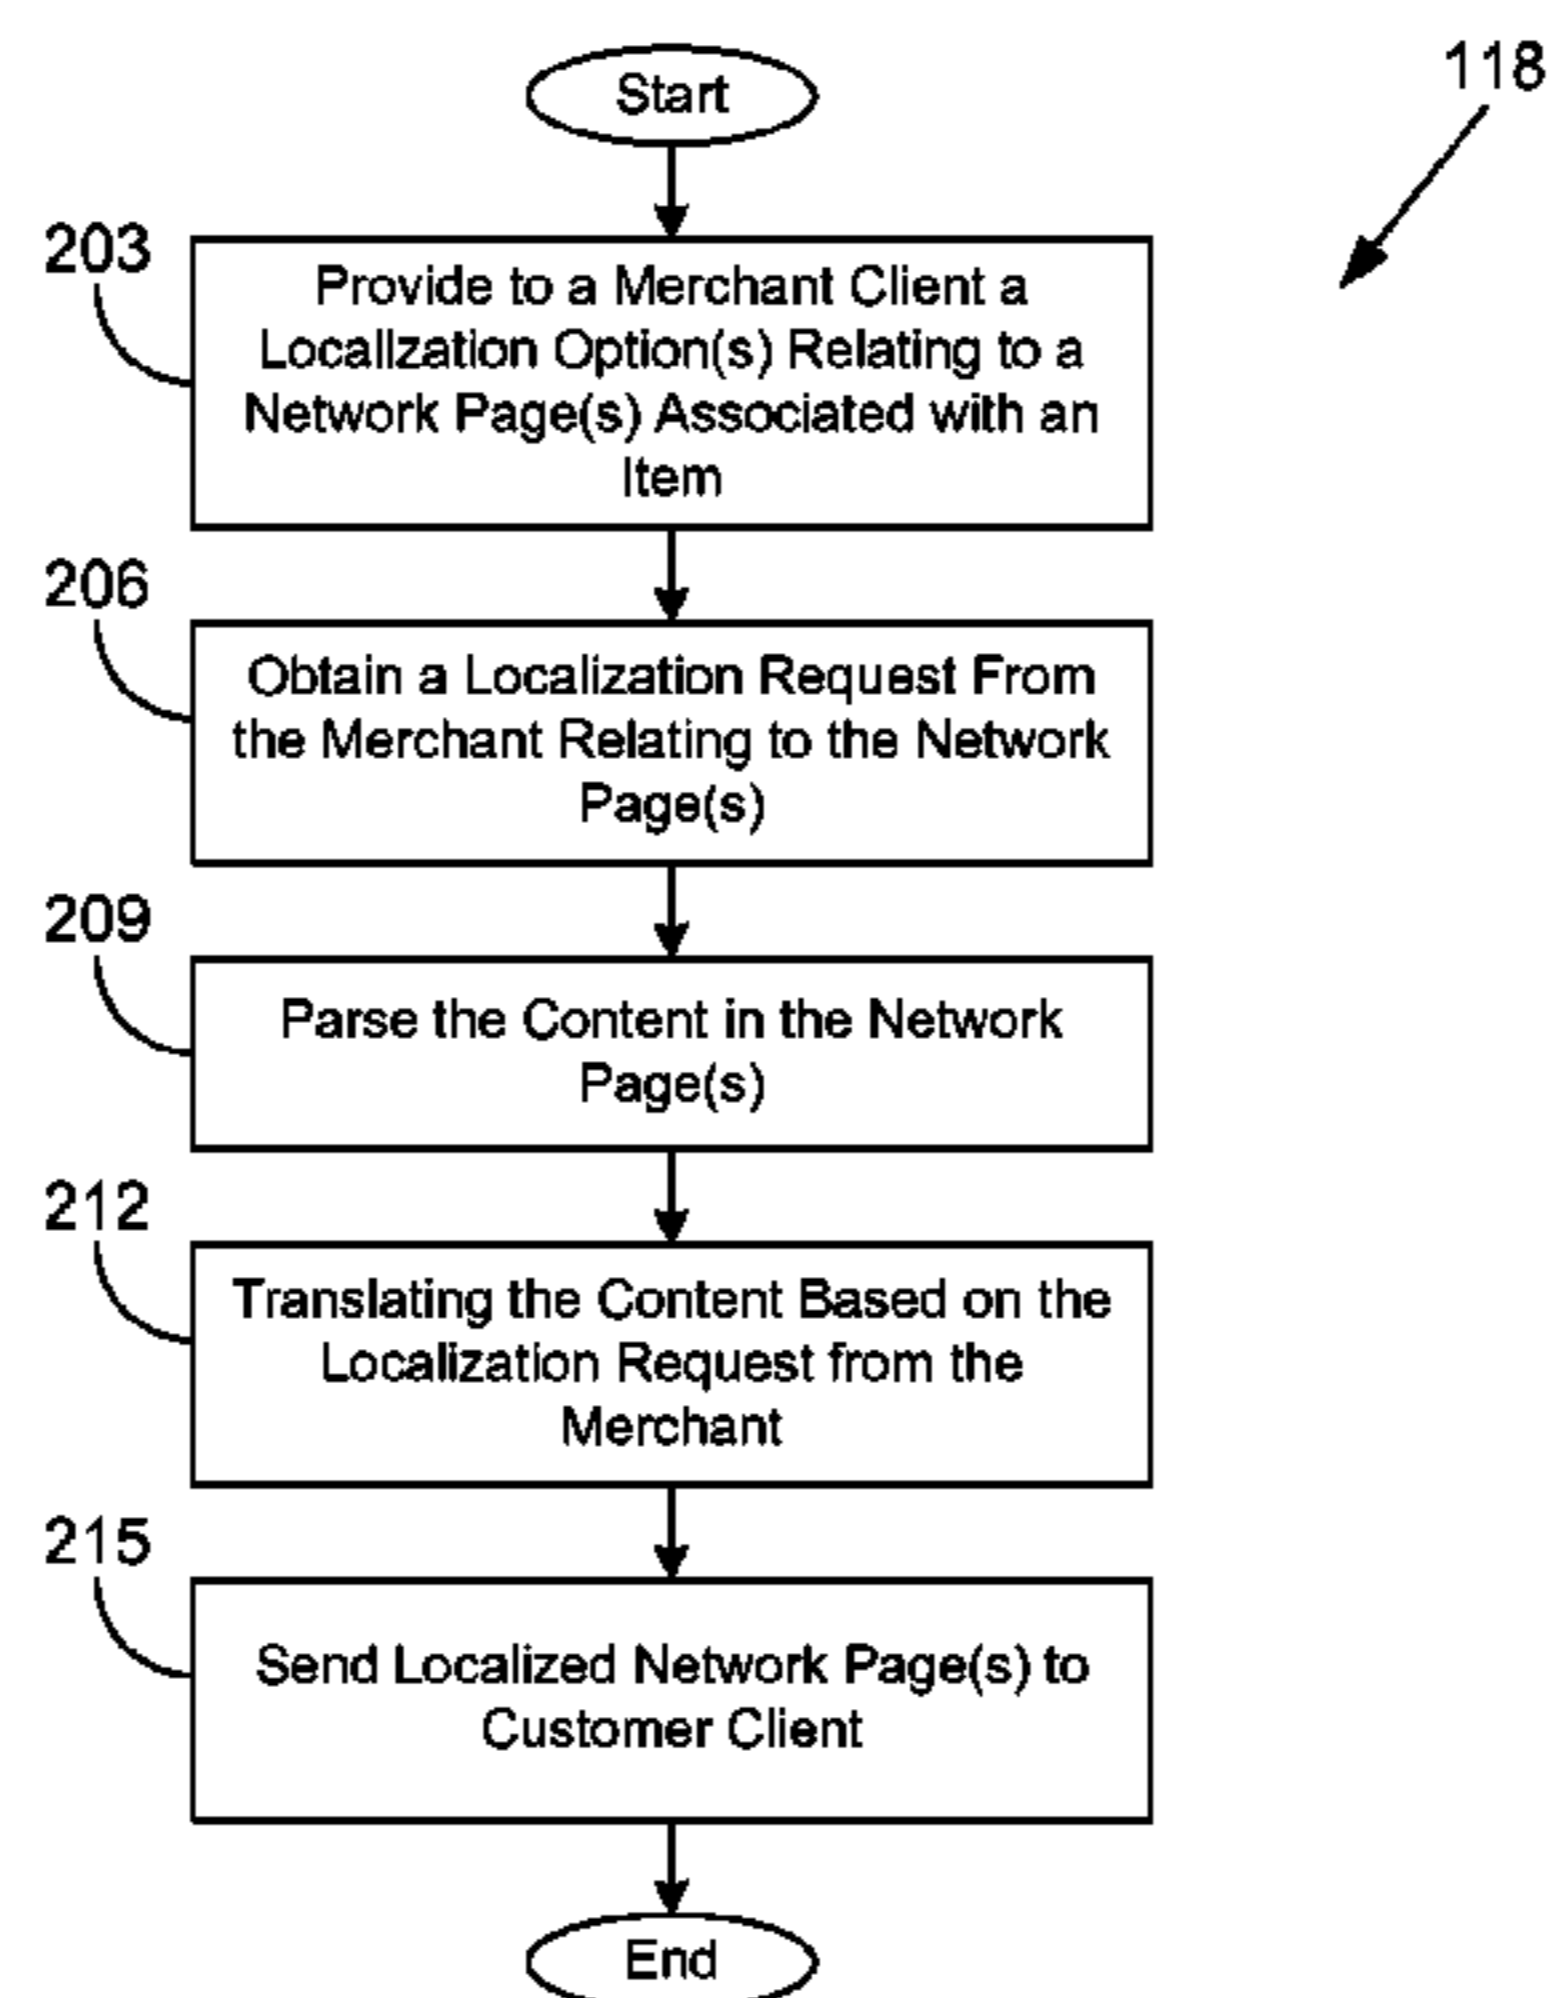 Start
118
203
Provide to a Merchant Client a
Localization Option(s) Relating to a
Network Page(s) Associated with an
Item
206
Obtain a Localization Request From
the Merchant Relating to the Network
Page(s)
209
Parse the Content in the Network
Page(s)
212
Translating the Content Based on the
Localization Request from the
Merchant
215
Send Localized Network Page(s) to
Customer Client
End